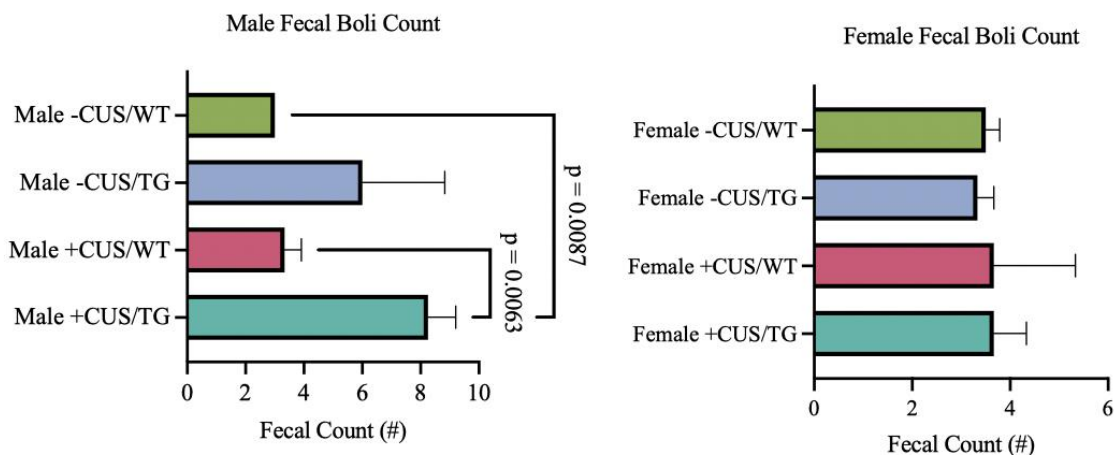 Male Fecal Boli Count
Male -CUS/WT
Male -CUS/TG
Male +CUS/WT
Male +CUS/TG
p = 0.0063
p = 0.0087
0 2 4 6 8 10
Fecal Count (#)
Female Fecal Boli Count
Female -CUS/WT
Female -CUS/TG
Female +CUS/WT
Female +CUS/TG
0 2 4 6
Fecal Count (#)